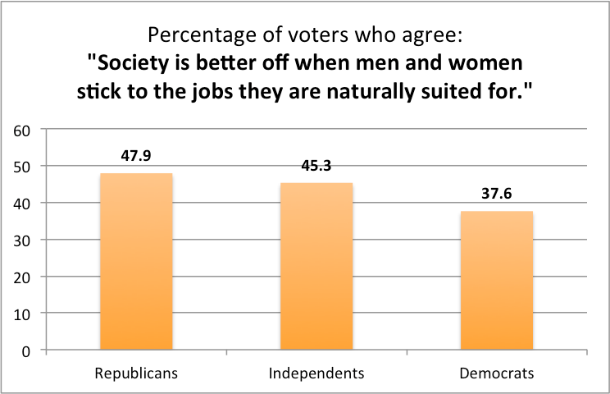 Percentage of voters who agree:
"Society is better off when men and women
stick to the jobs they are naturally suited for."
60
50
40
30
20
10
0
47.9
45.3
37.6
Republicans
Independents
Democrats